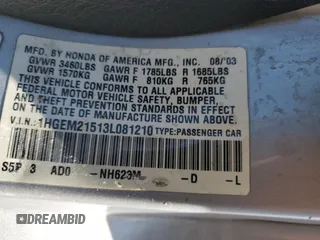 MFD. BY HONDA OF AMERICA MFG., INC. 08/03
GVWR 3460LBS GAWR F 1785LBS R 1685LBS
GVWR 1570KG GAWR F 810KG R 765KG
THIS VEHICLE CONFORMS TO ALL APPLICABLE
FEDERAL MOTOR VEHICLE SAFETY, BUMPER,
AND THEFT PREVENTION STANDARDS IN EFFECT
ON THE DATE OF MANUFACTURE SHOWN ABOVE.
V.I.N.: 1HGEM21513L081210 TYPE:PASSENGER CAR
S5P 3 AD0 -NH623M -D -L
BIDINFO
HISTORY